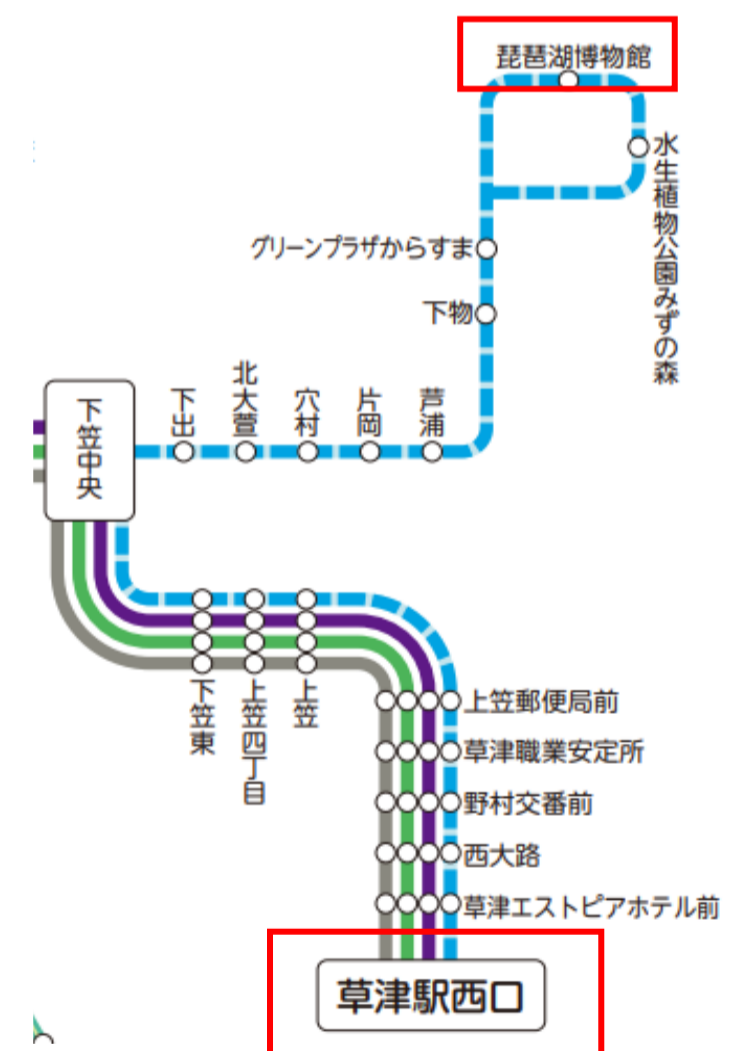 琵琶湖博物館
水生植物公園みずの森
グリーンプラザからすま
下物
下笠中央
下出
北大萱
穴村
片岡
芦浦
下笠東
上笠四丁目
上笠
上笠郵便局前
草津職業安定所
野村交番前
西大路
草津エストピアホテル前
草津駅西口